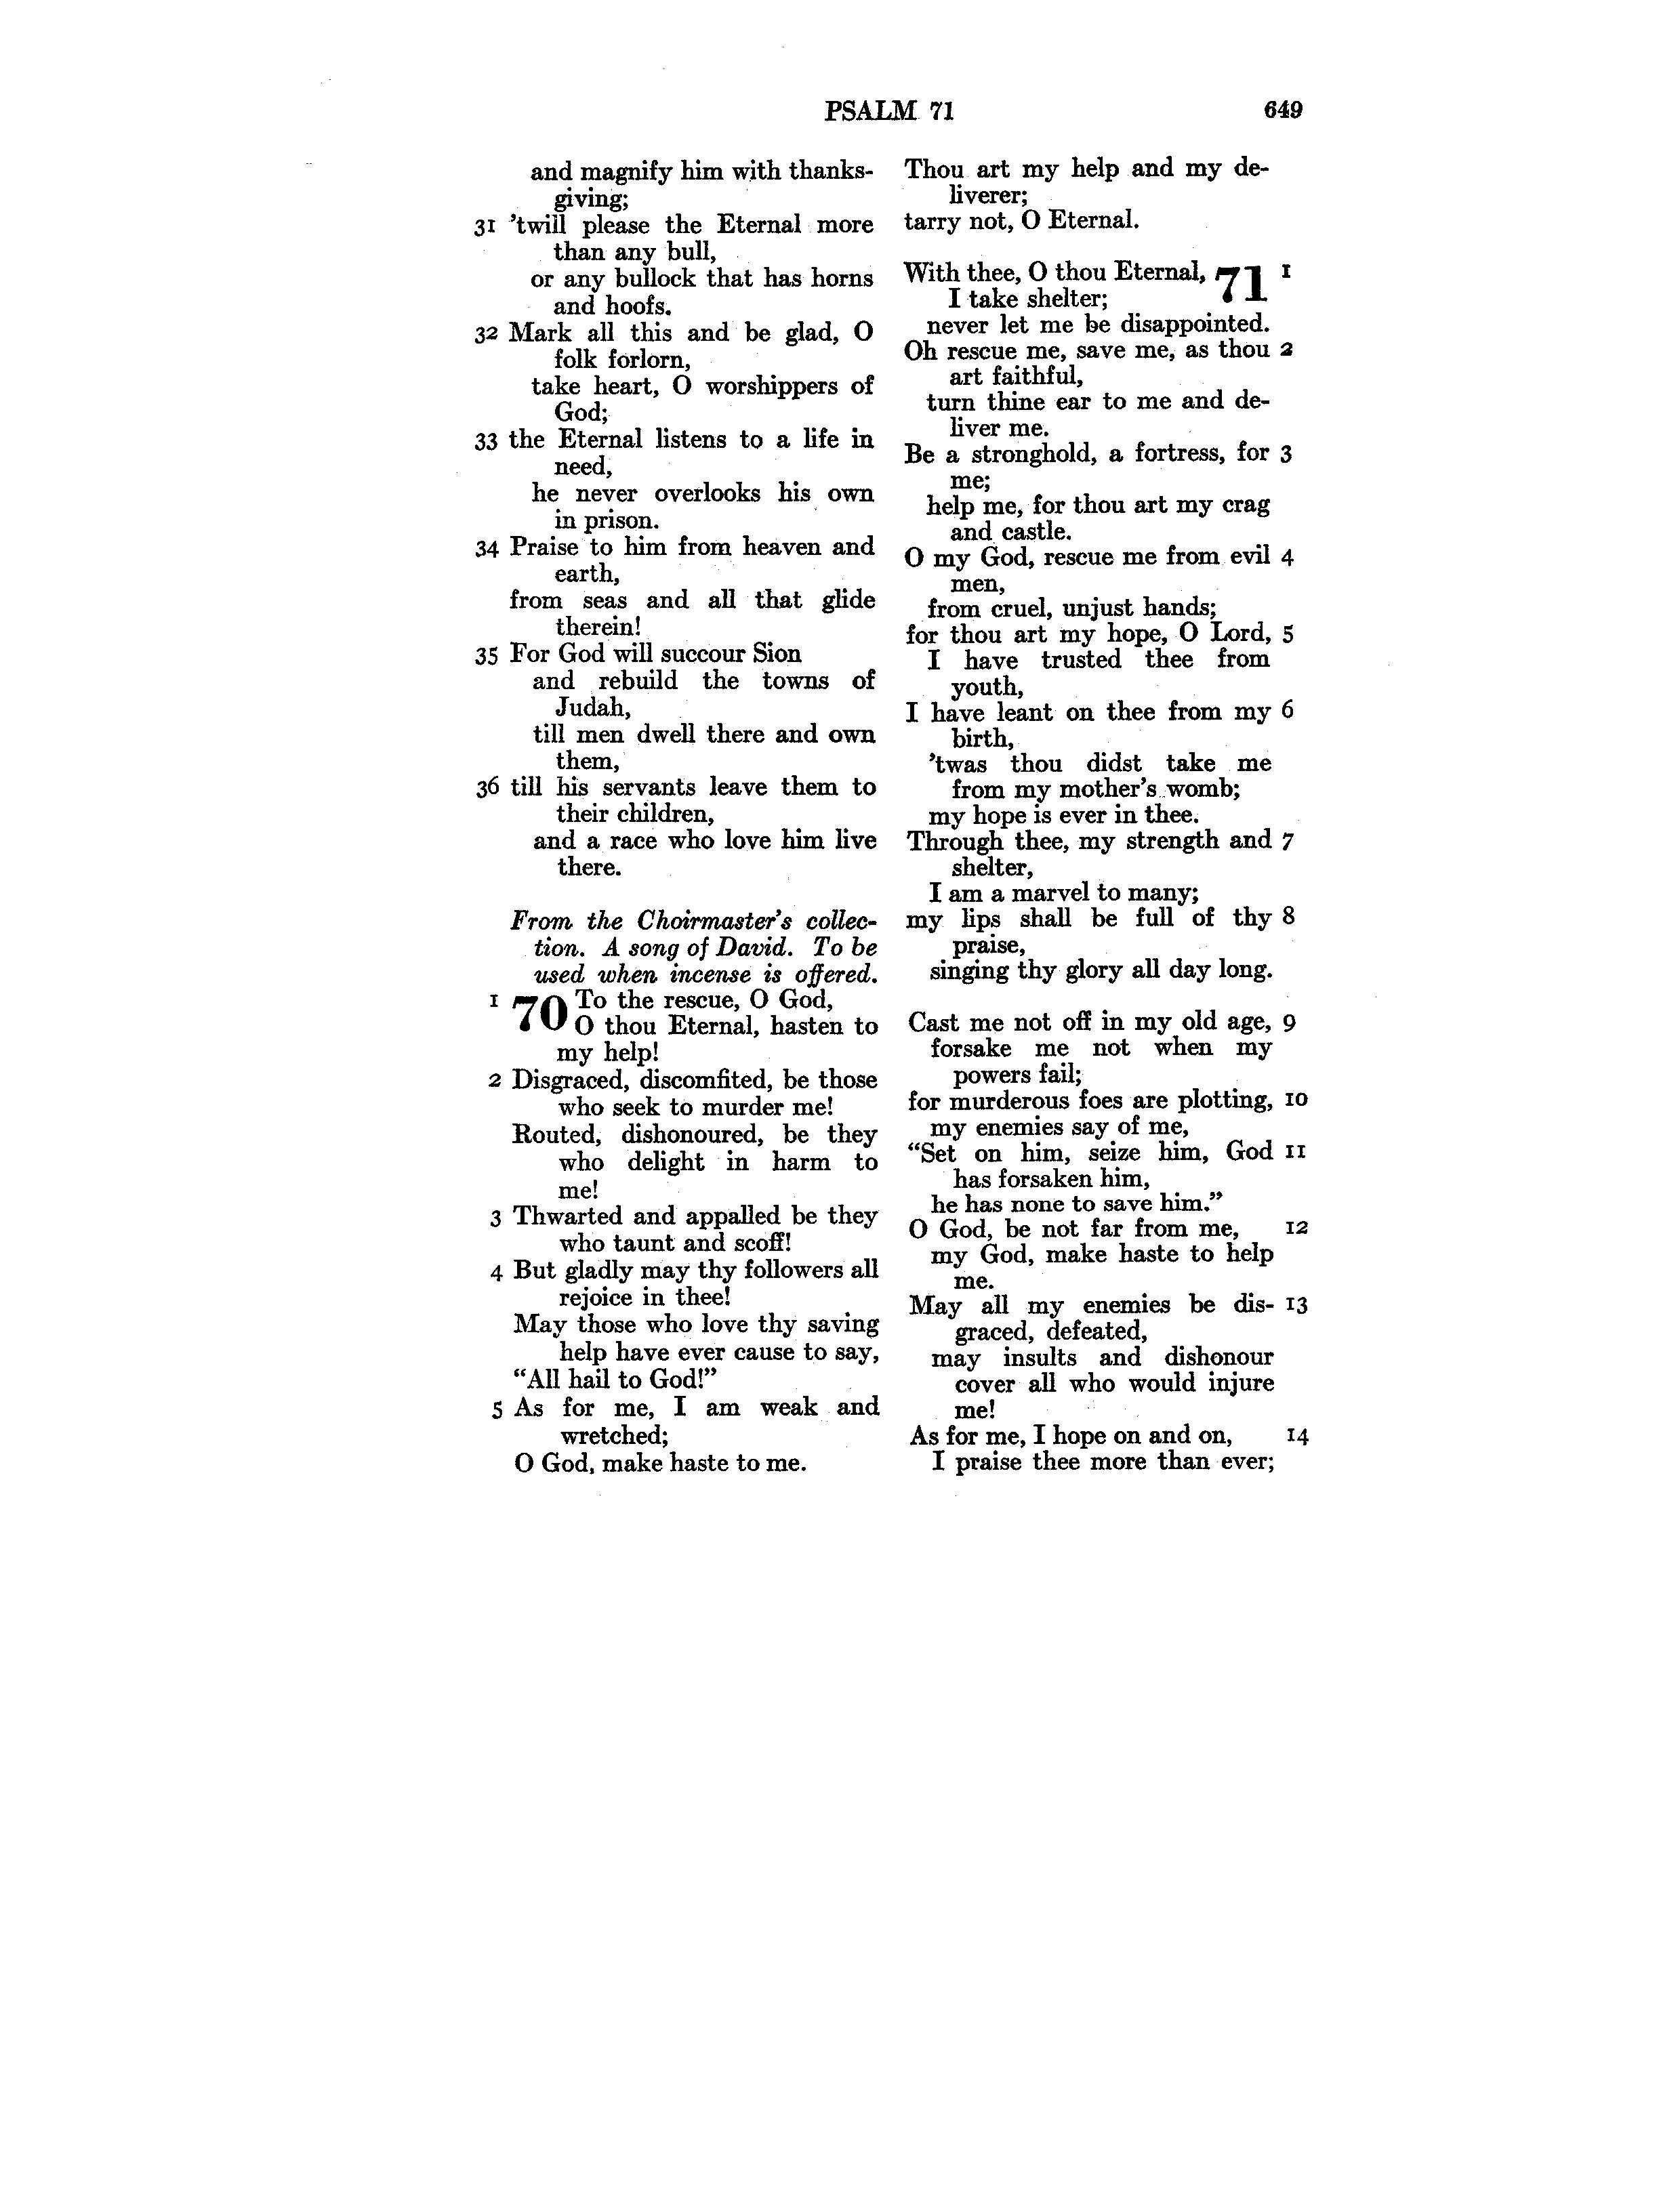 PSALM 71 649
and magnify him with thanks-
giving;
31 ’twill please the Eternal more
than any bull,
or any bullock that has horns
and hoofs.
32 Mark all this and be glad, O
folk forlorn,
take heart, O worshippers of
God;
33 the Eternal listens to a life in
need,
he never overlooks his own
in prison.
34 Praise to him from heaven and
earth,
from seas and all that glide
therein!
35 For God will succour Sion
and rebuild the towns of
Judah,
till men dwell there and own
them,
36 till his servants leave them to
their children,
and a race who love him live
there.
From the Choirmaster’s collec-
tion. A song of David. To be
used when incense is offered.
1 70 To the rescue, O God,
O thou Eternal, hasten to
my help!
2 Disgraced, discomfited, be those
who seek to murder me!
Routed, dishonoured, be they
who delight in harm to
me!
3 Thwarted and appalled be they
who taunt and scoff!
4 But gladly may thy followers all
rejoice in thee!
May those who love thy saving
help have ever cause to say,
“All hail to God!”
5 As for me, I am weak and
wretched;
O God, make haste to me.
Thou art my help and my de-
liverer;
tarry not, O Eternal.
With thee, O thou Eternal, 71 1
I take shelter;
never let me be disappointed.
Oh rescue me, save me, as thou 2
art faithful,
turn thine ear to me and de-
liver me.
Be a stronghold, a fortress, for 3
me;
help me, for thou art my crag
and castle.
O my God, rescue me from evil 4
men,
from cruel, unjust hands;
for thou art my hope, O Lord, 5
I have trusted thee from
youth,
I have leant on thee from my 6
birth,
’twas thou didst take me
from my mother’s womb;
my hope is ever in thee.
Through thee, my strength and 7
shelter,
I am a marvel to many;
my lips shall be full of thy 8
praise,
singing thy glory all day long.
Cast me not off in my old age, 9
forsake me not when my
powers fail;
for murderous foes are plotting, 10
my enemies say of me,
“Set on him, seize him, God 11
has forsaken him,
he has none to save him.”
O God, be not far from me, 12
my God, make haste to help
me.
May all my enemies be dis- 13
graced, defeated,
may insults and dishonour
cover all who would injure
me!
As for me, I hope on and on, 14
I praise thee more than ever;